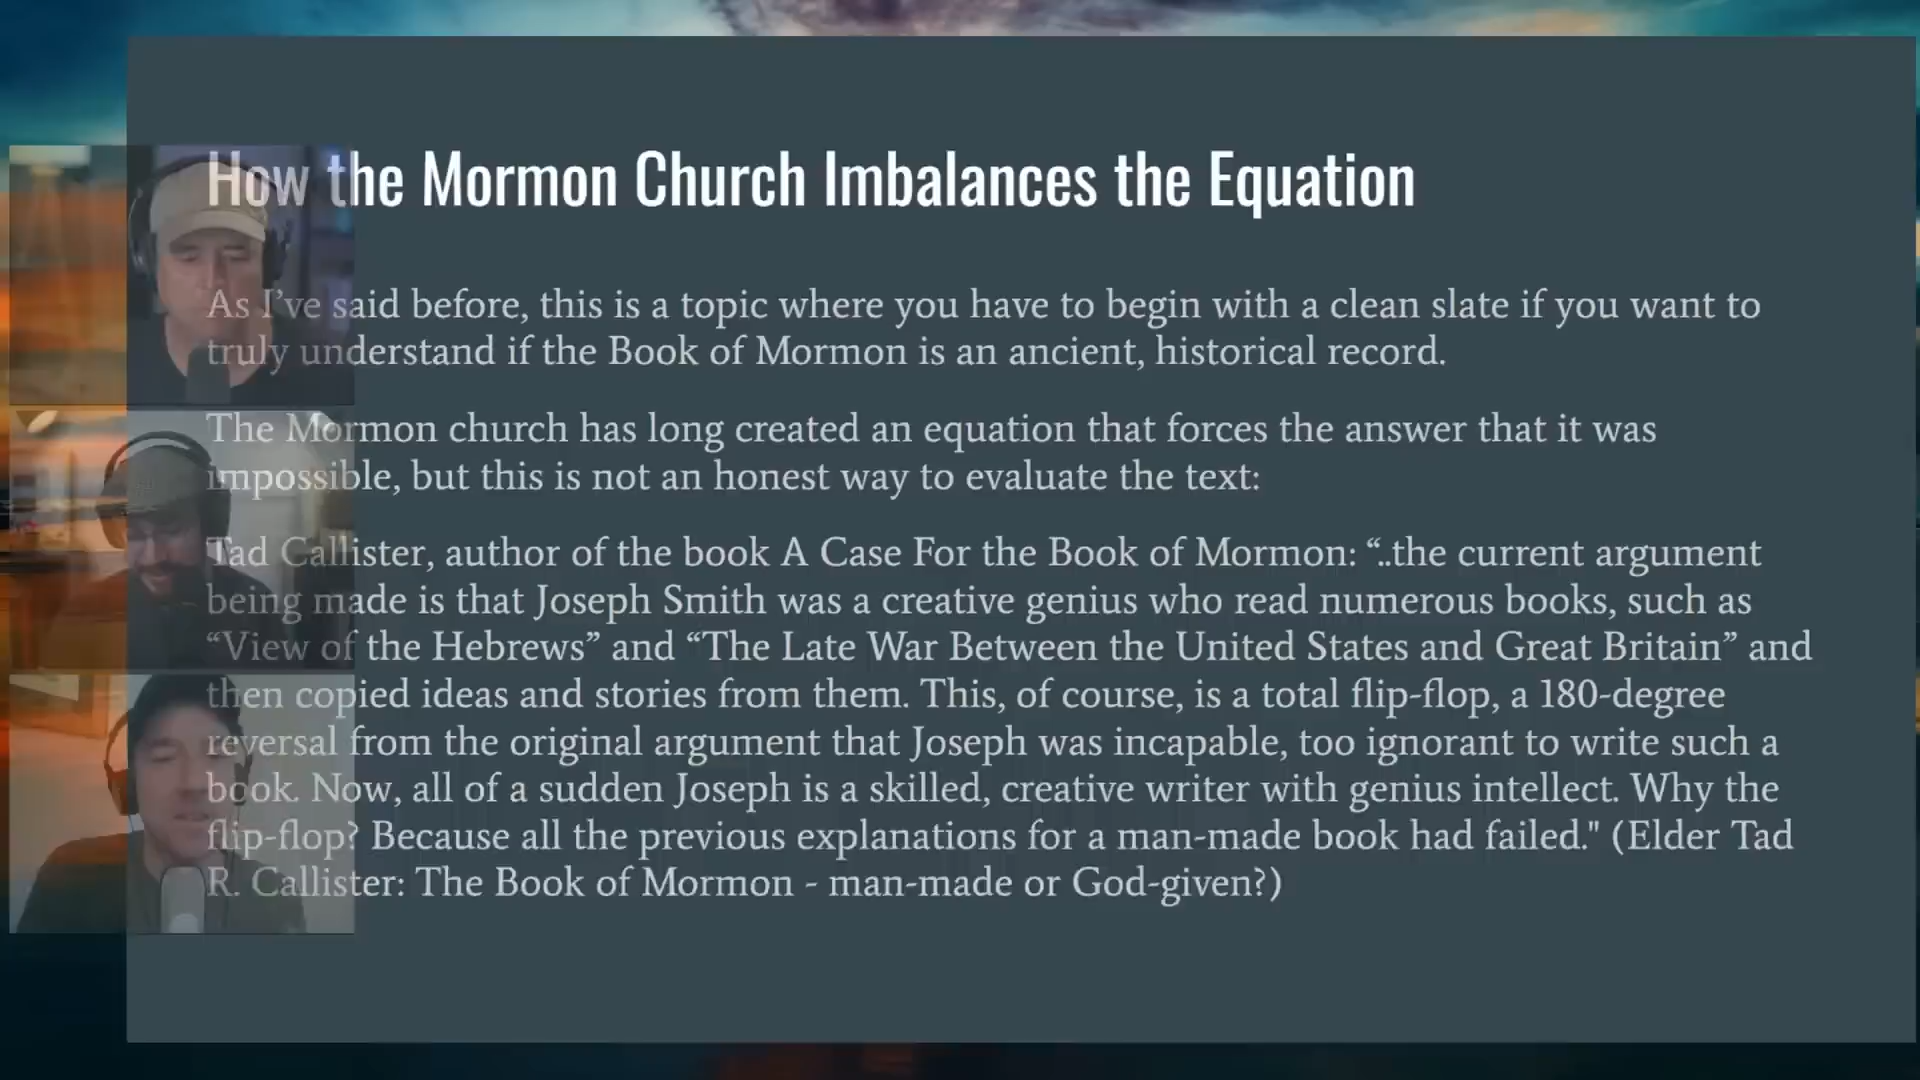 How the Mormon Church Imbalances the Equation
As I’ve said before, this is a topic where you have to begin with a clean slate if you want to
truly understand if the Book of Mormon is an ancient, historical record.
The Mormon church has long created an equation that forces the answer that it was
impossible, but this is not an honest way to evaluate the text:
Tad Callister, author of the book A Case For the Book of Mormon: “..the current argument
being made is that Joseph Smith was a creative genius who read numerous books, such as
“View of the Hebrews” and “The Late War Between the United States and Great Britain” and
then copied ideas and stories from them. This, of course, is a total flip-flop, a 180-degree
reversal from the original argument that Joseph was incapable, too ignorant to write such a
book. Now, all of a sudden Joseph is a skilled, creative writer with genius intellect. Why the
flip-flop? Because all the previous explanations for a man-made book had failed." (Elder Tad
R. Callister: The Book of Mormon - man-made or God-given?)